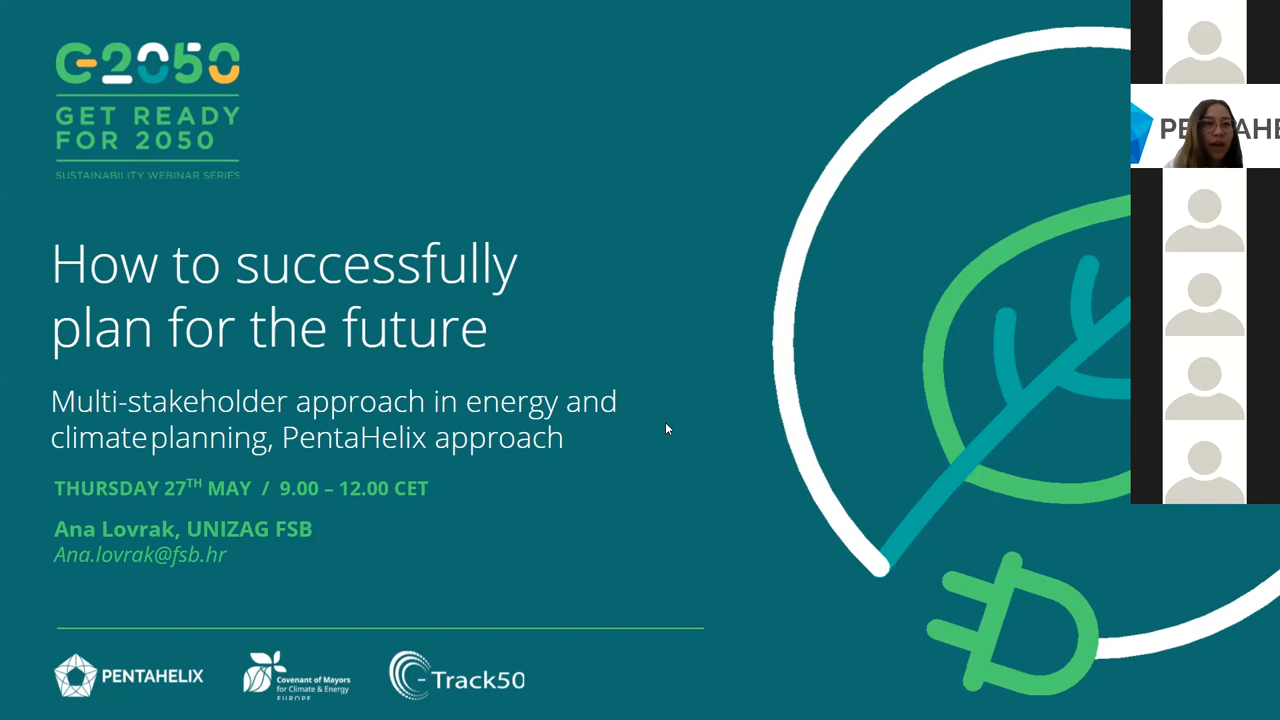 G2050
GET READY
FOR 2050
SUSTAINABILITY WEBINAR SERIES
How to successfully
plan for the future
Multi-stakeholder approach in energy and
climate planning, PentaHelix approach
THURSDAY 27TH MAY / 9.00 – 12.00 CET
Ana Lovrak, UNIZAG FSB
Ana.lovrak@fsb.hr
PENTAHELIX
Covenant of Mayors
for Climate & Energy
EUROPE
C-Track50